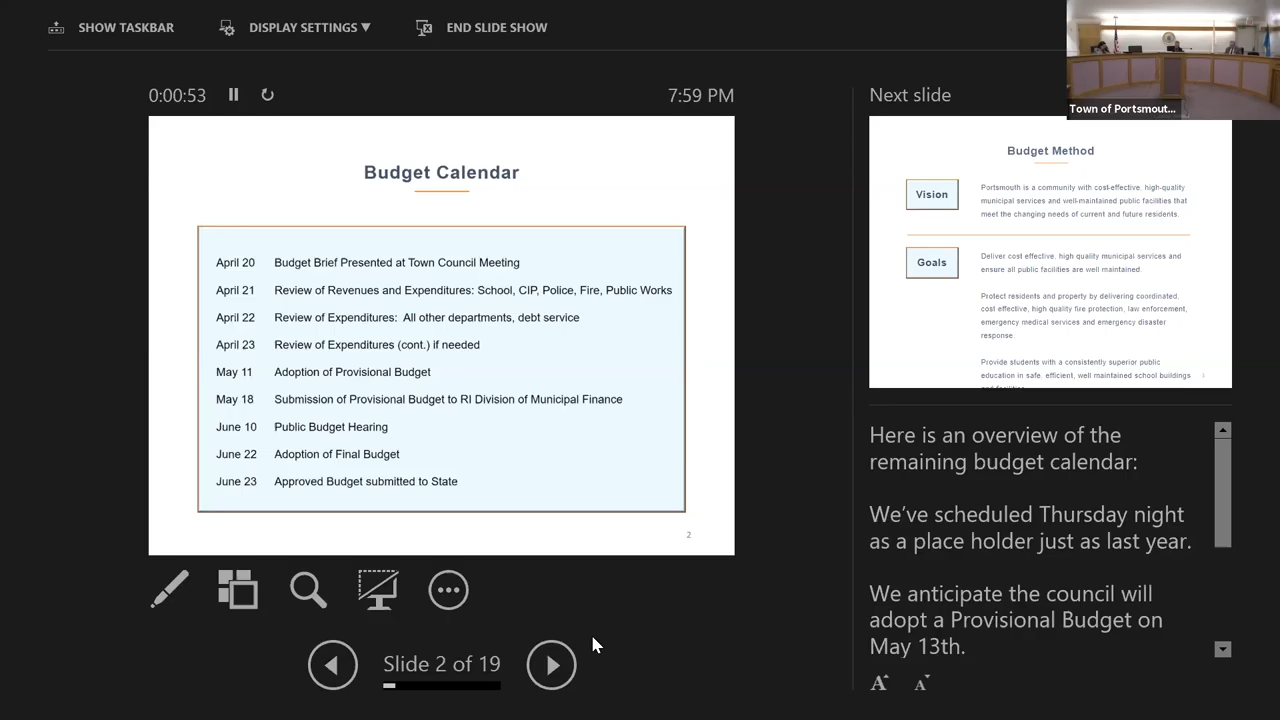 SHOW TASKBAR DISPLAY SETTINGS ▼ END SLIDE SHOW
Town of Portsmout...
0:00:53 7:59 PM
Budget Calendar
April 20 Budget Brief Presented at Town Council Meeting
April 21 Review of Revenues and Expenditures: School, CIP, Police, Fire, Public Works
April 22 Review of Expenditures: All other departments, debt service
April 23 Review of Expenditures (cont.) if needed
May 11 Adoption of Provisional Budget
May 18 Submission of Provisional Budget to RI Division of Municipal Finance
June 10 Public Budget Hearing
June 22 Adoption of Final Budget
June 23 Approved Budget submitted to State
2
Slide 2 of 19
Next slide
Budget Method
Vision
Portsmouth is a community with cost-effective, high-quality
municipal services and well-maintained public facilities that
meet the changing needs of current and future residents.
Goals
Deliver cost effective, high quality municipal services and
ensure all public facilities are well maintained.
Protect residents and property by delivering coordinated,
cost effective, high quality fire protection, law enforcement,
emergency medical services and emergency disaster
response.
Provide students with a consistently superior public
education in safe, efficient, well maintained school buildings
Here is an overview of the
remaining budget calendar:
We've scheduled Thursday night
as a place holder just as last year.
We anticipate the council will
adopt a Provisional Budget on
May 13th.
A A